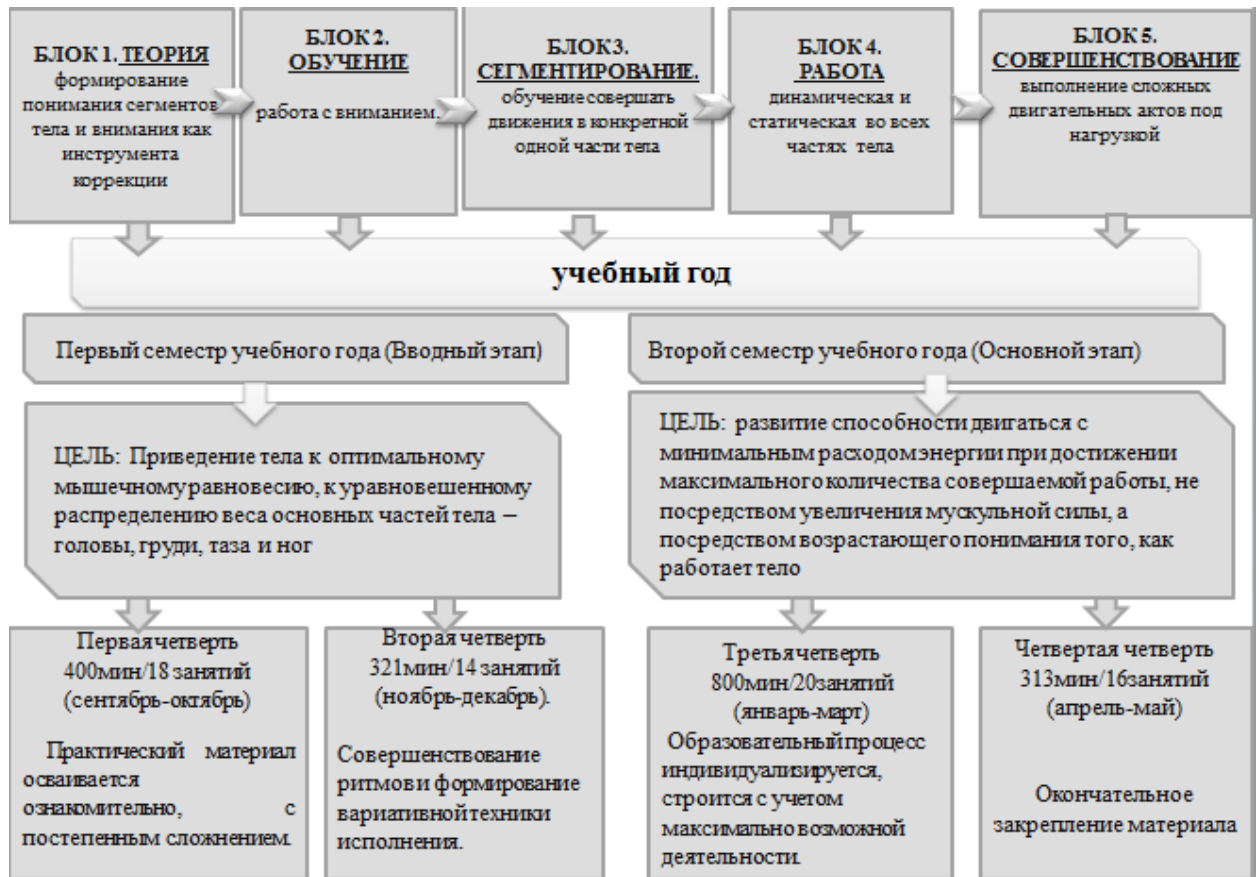 БЛОК 1. ТЕОРИЯ
формирование
понимания сегментов
тела и внимания как
инструмента
коррекции
БЛОК 2.
ОБУЧЕНИЕ
работа с вниманием.
БЛОК 3.
СЕГМЕНТИРОВАНИЕ.
обучение совершать
движения в конкретной
одной части тела
БЛОК 4.
РАБОТА
динамическая и
статическая во всех
частях тела
БЛОК 5.
СОВЕРШЕНСТВОВАНИЕ
выполнение сложных
двигательных актов под
нагрузкой
учебный год
Первый семестр учебного года (Вводный этап)
Второй семестр учебного года (Основной этап)
ЦЕЛЬ: Приведение тела к оптимальному
мышечному равновесию, к уравновешенному
распределению веса основных частей тела –
головы, груди, таза и ног
ЦЕЛЬ: развитие способности двигаться с
минимальным расходом энергии при достижении
максимального количества совершаемой работы, не
посредством увеличения мускульной силы, а
посредством возрастающего понимания того, как
работает тело
Первая четверть
400мин/18 занятий
(сентябрь-октябрь)
Практический материал
осваивается
ознакомительно, с
постепенным сложнением.
Вторая четверть
321мин/14 занятий
(ноябрь-декабрь).
Совершенствование
ритмов и формирование
вариативной техники
исполнения.
Третья четверть
800мин/20занятий
(январь-март)
Образовательный процесс
индивидуализируется,
строится с учетом
максимально возможной
деятельности.
Четвертая четверть
313мин/16занятий
(апрель-май)
Окончательное
закрепление материала